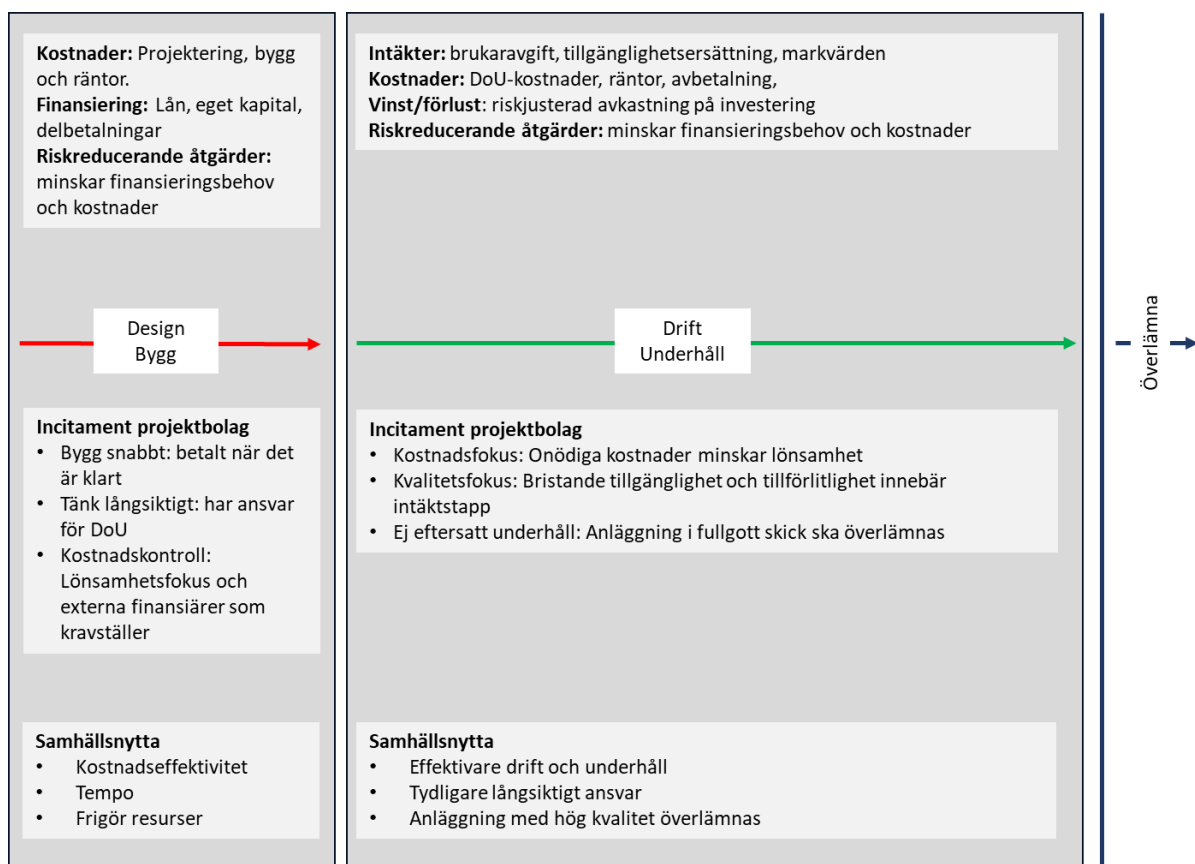 Kostnader: Projektering, bygg
och räntor.
Finansiering: Lån, eget kapital,
delbetalningar
Riskreducerande åtgärder:
minskar finansieringsbehov
och kostnader
Intäkter: brukaravgift, tillgänglighetsersättning, markvärden
Kostnader: DoU-kostnader, räntor, avbetalning,
Vinst/förlust: riskjusterad avkastning på investering
Riskreducerande åtgärder: minskar finansieringsbehov och kostnader
Design
Bygg
Drift
Underhåll
Överlämna
Incitament projektbolag
• Bygg snabbt: betalt när det
är klart
• Tänk långsiktigt: har ansvar
för DoU
• Kostnadskontroll:
Lönsamhetsfokus och
externa finansiärer som
kravställer
Incitament projektbolag
• Kostnadsfokus: Onödiga kostnader minskar lönsamhet
• Kvalitetsfokus: Bristande tillgänglighet och tillförlitlighet innebär
intäktstapp
• Ej eftersatt underhåll: Anläggning i fullgott skick ska överlämnas
Samhällsnytta
• Kostnadseffektivitet
• Tempo
• Frigör resurser
Samhällsnytta
• Effektivare drift och underhåll
• Tydligare långsiktigt ansvar
• Anläggning med hög kvalitet överlämnas